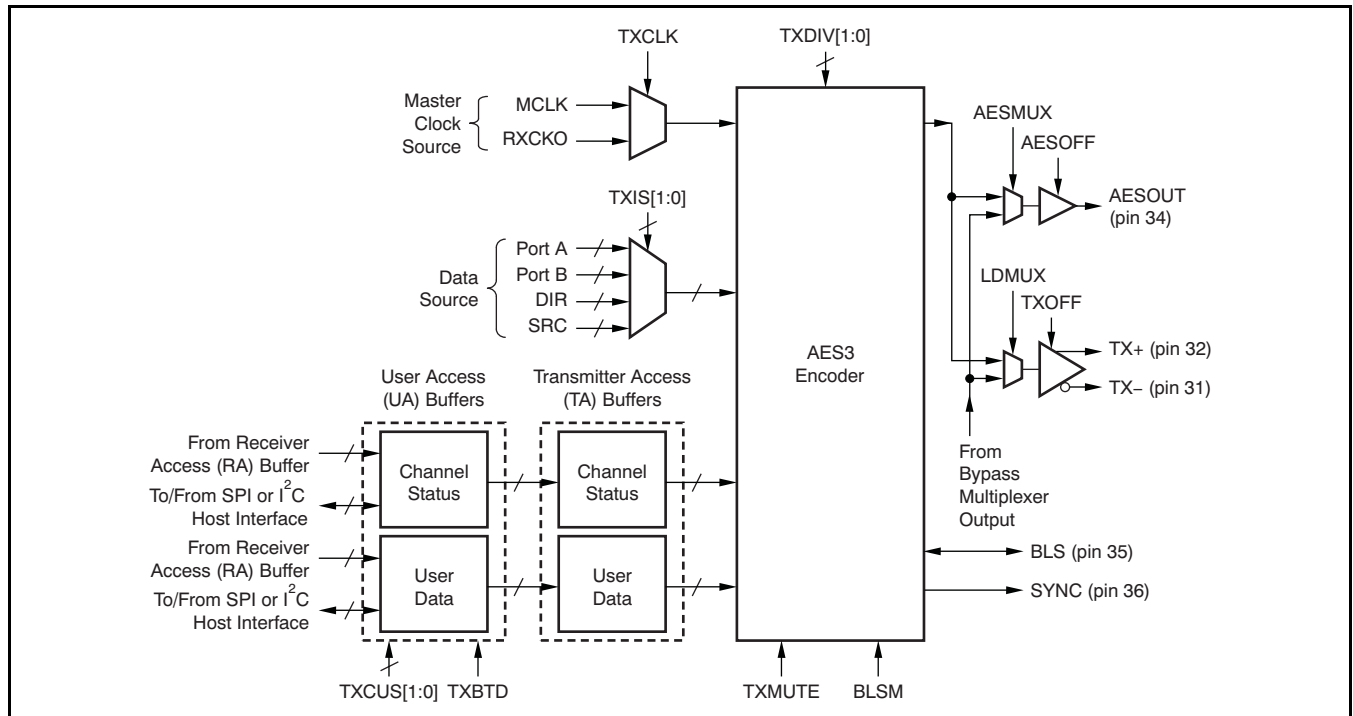 TXCLK
TXDIV[1:0]
Master
Clock
Source
MCLK
RXCKO
AESMUX
AESOFF
AESOUT
(pin 34)
TXIS[1:0]
Data
Source
Port A
Port B
DIR
SRC
AES3
Encoder
LDMUX
TXOFF
TX+ (pin 32)
TX– (pin 31)
User Access
(UA) Buffers
Transmitter Access
(TA) Buffers
From Receiver
Access (RA) Buffer
To/From SPI or I²C
Host Interface
Channel
Status
Channel
Status
From
Bypass
Multiplexer
Output
From Receiver
Access (RA) Buffer
To/From SPI or I²C
Host Interface
User
Data
User
Data
BLS (pin 35)
SYNC (pin 36)
TXCUS[1:0]
TXBTD
TXMUTE
BLSM